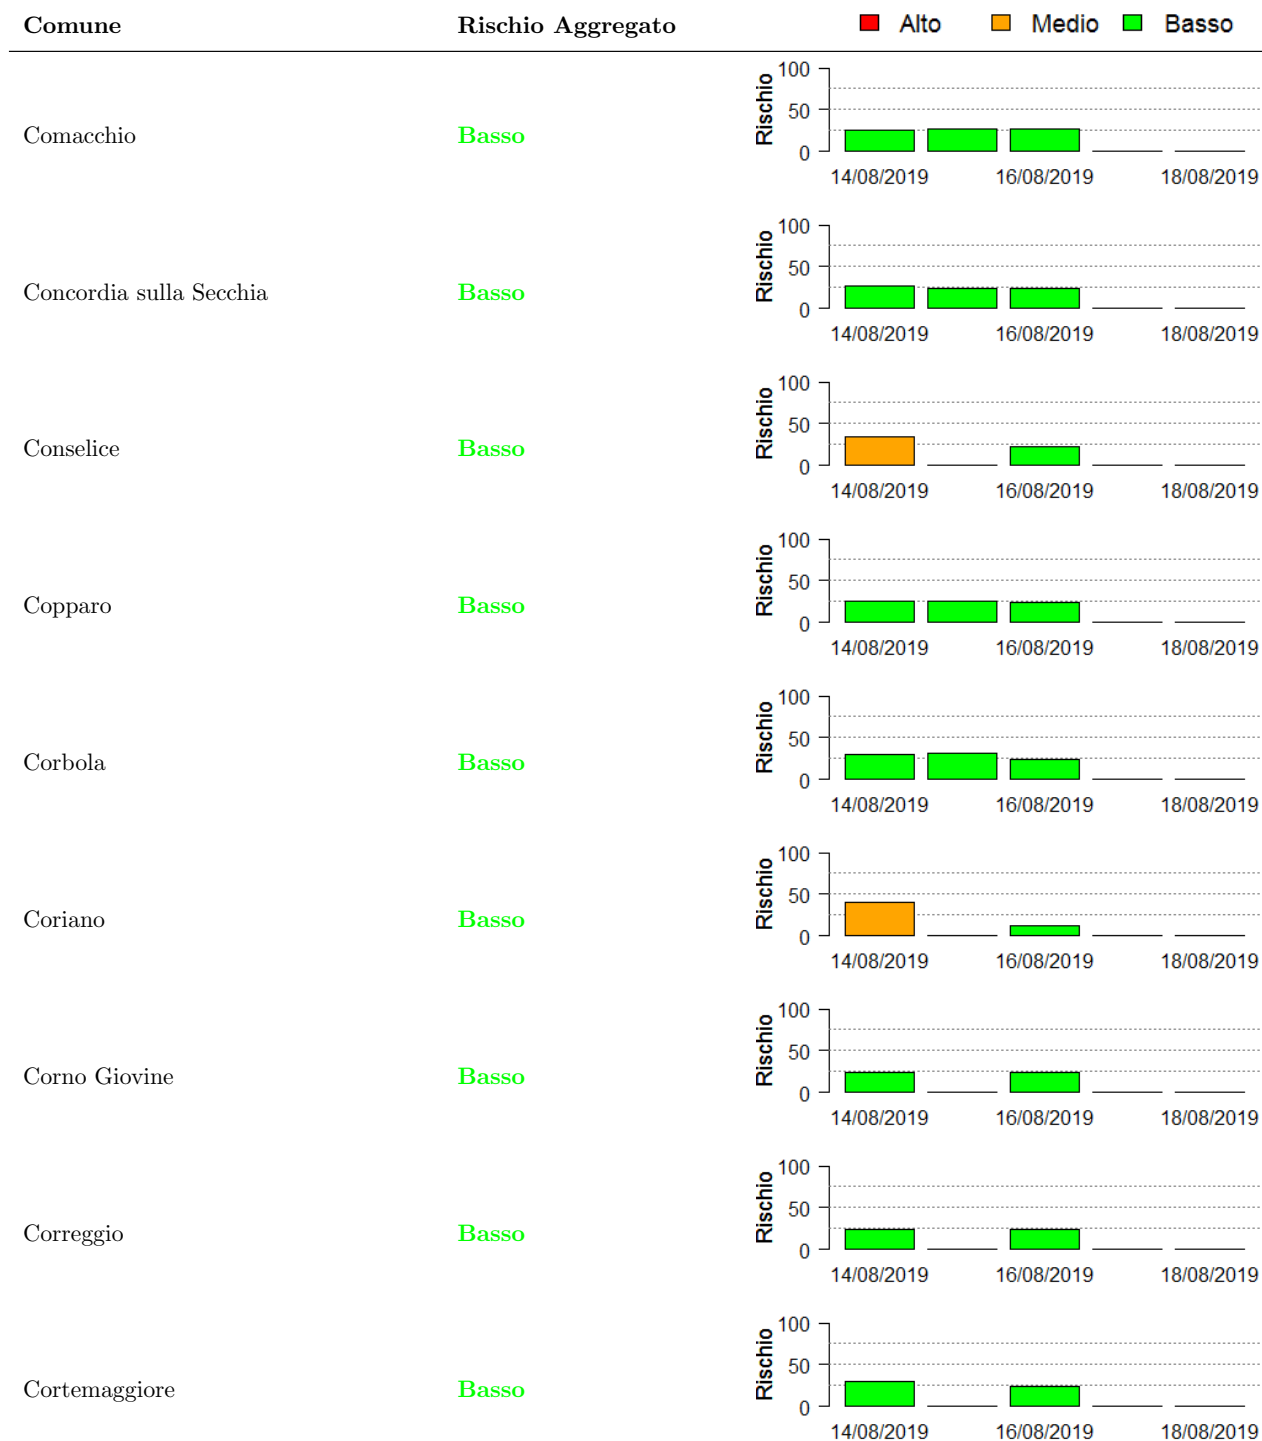 Comune Rischio Aggregato Alto Medio Basso
Comacchio Basso Rischio 100 50 0
14/08/2019 16/08/2019 18/08/2019
Concordia sulla Secchia Basso Rischio 100 50 0
14/08/2019 16/08/2019 18/08/2019
Conselice Basso Rischio 100 50 0
14/08/2019 16/08/2019 18/08/2019
Copparo Basso Rischio 100 50 0
14/08/2019 16/08/2019 18/08/2019
Corbola Basso Rischio 100 50 0
14/08/2019 16/08/2019 18/08/2019
Coriano Basso Rischio 100 50 0
14/08/2019 16/08/2019 18/08/2019
Corno Giovine Basso Rischio 100 50 0
14/08/2019 16/08/2019 18/08/2019
Correggio Basso Rischio 100 50 0
14/08/2019 16/08/2019 18/08/2019
Cortemaggiore Basso Rischio 100 50 0
14/08/2019 16/08/2019 18/08/2019